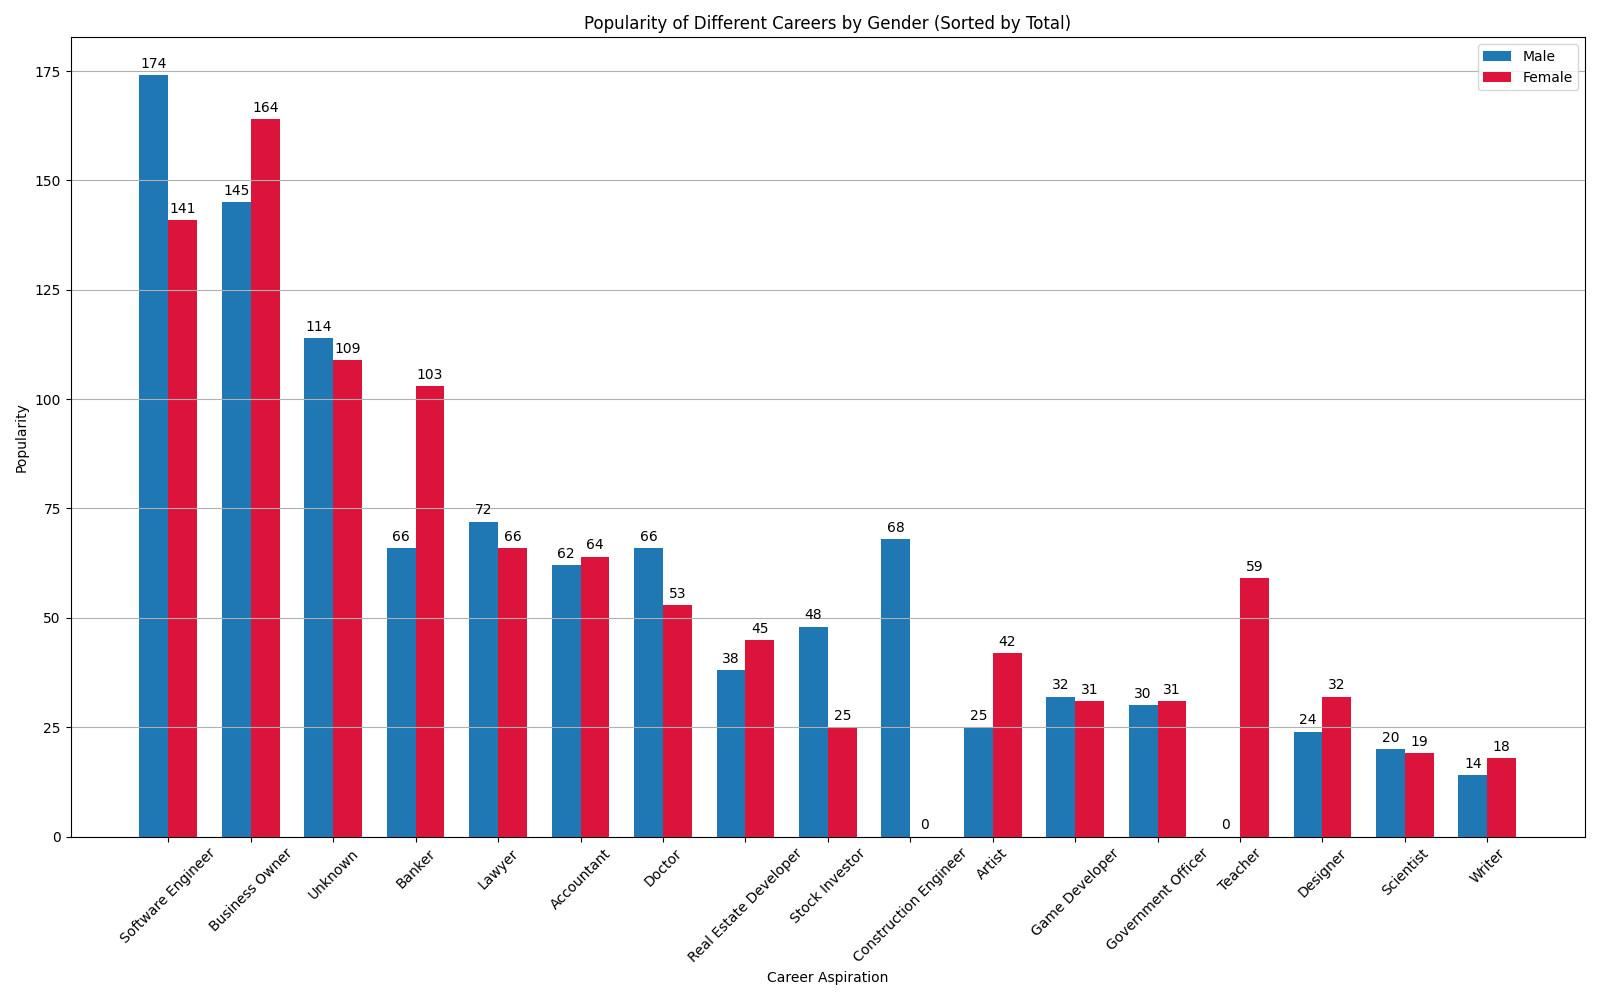 Popularity of Different Careers by Gender (Sorted by Total)
Male
Female
Popularity
175
150
125
100
75
50
25
0
174
141
145
164
114
109
66
103
72
66
62
64
66
53
38
45
48
25
68
0
25
42
32
31
30
31
0
59
24
32
20
19
14
18
Software Engineer
Business Owner
Unknown
Banker
Lawyer
Accountant
Doctor
Real Estate Developer
Stock Investor
Construction Engineer
Artist
Game Developer
Government Officer
Teacher
Designer
Scientist
Writer
Career Aspiration